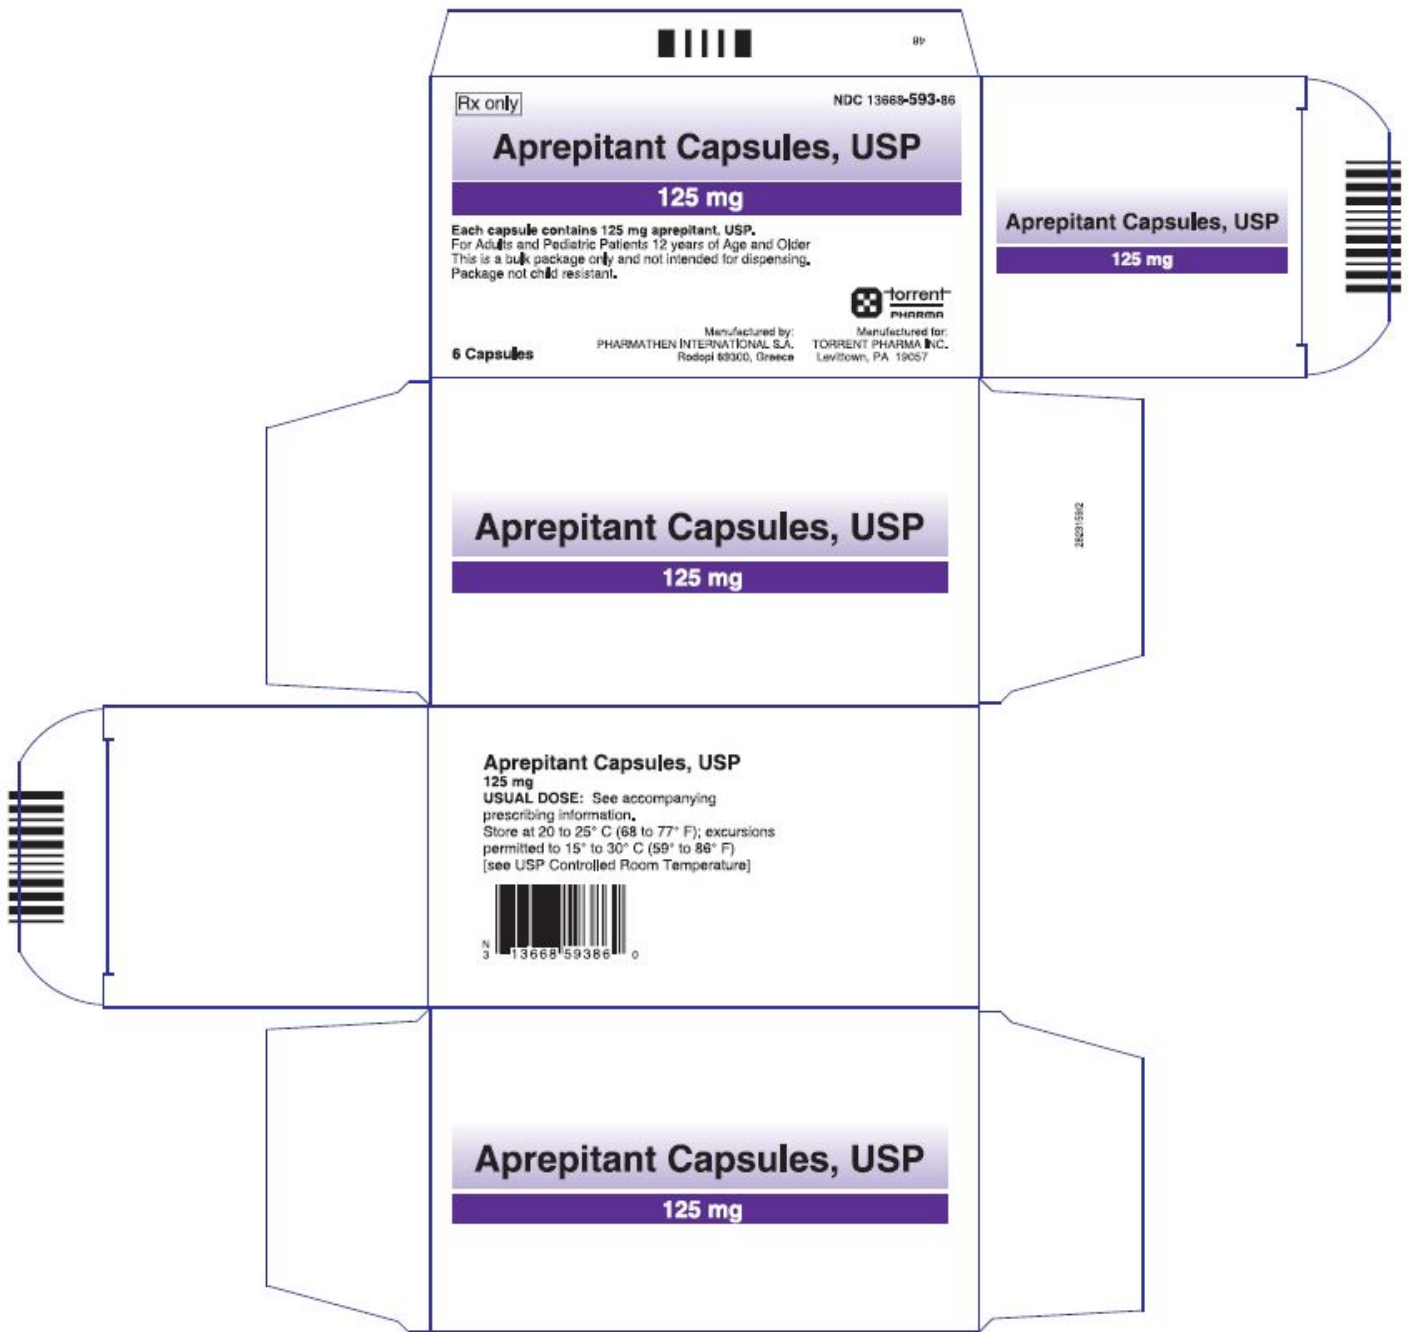 48
Rx only
NDC 13668-593-86
Aprepitant Capsules, USP
125 mg
Each capsule contains 125 mg aprepitant, USP.
For Adults and Pediatric Patients 12 years of Age and Older
This is a bulk package only and not intended for dispensing.
Package not child resistant.
torrent
PHARMA
Manufactured by:
PHARMATHEN INTERNATIONAL S.A.
Rodopi 69300, Greece
Manufactured for:
TORRENT PHARMA INC.
Levittown, PA 19057
6 Capsules
Aprepitant Capsules, USP
125 mg
Aprepitant Capsules, USP
125 mg
Aprepitant Capsules, USP
125 mg
USUAL DOSE: See accompanying
prescribing information.
Store at 20 to 25° C (68 to 77° F); excursions
permitted to 15° to 30° C (59° to 86° F)
[see USP Controlled Room Temperature]
N
3 13668 59386 0
Aprepitant Capsules, USP
125 mg